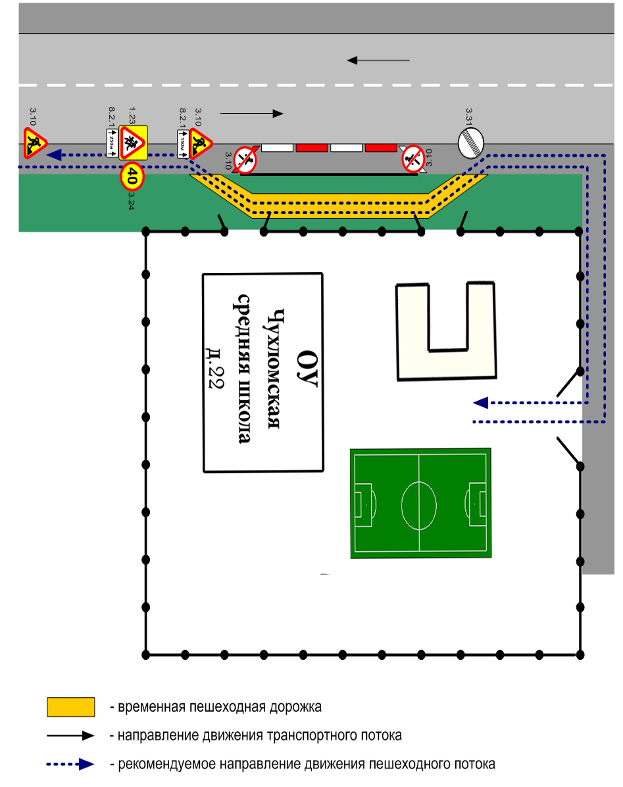 3.10
8.2.1
1.23
8.2.1
3.10
3.31
3.10
3.10
40
3.24
ОУ
Чухломская
средняя школа
д.22
- временная пешеходная дорожка
- направление движения транспортного потока
- рекомендуемое направление движения пешеходного потока